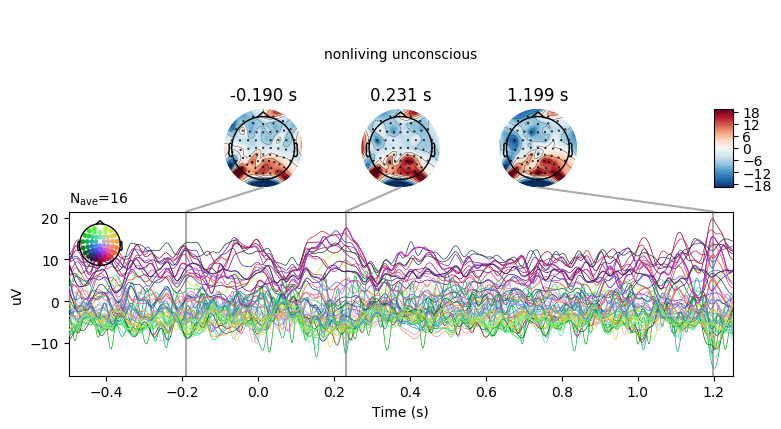 nonliving unconscious
-0.190 s 0.231 s 1.199 s
18
12
6
0
−6
−12
−18
Nave=16
20
10
0
−10
uV
−0.4 −0.2 0.0 0.2 0.4 0.6 0.8 1.0 1.2
Time (s)